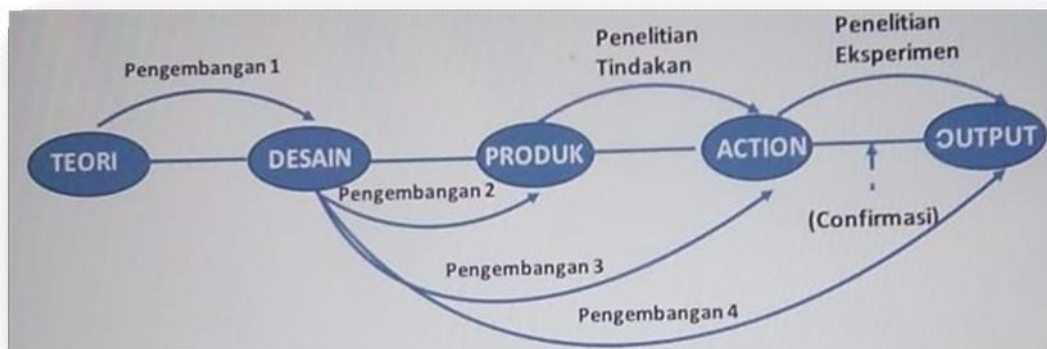 Pengembangan 1
Penelitian
Tindakan
Penelitian
Eksperimen
TEORI
DESAIN
PRODUK
ACTION
OUTPUT
Pengembangan 2
(Confirmasi)
Pengembangan 3
Pengembangan 4